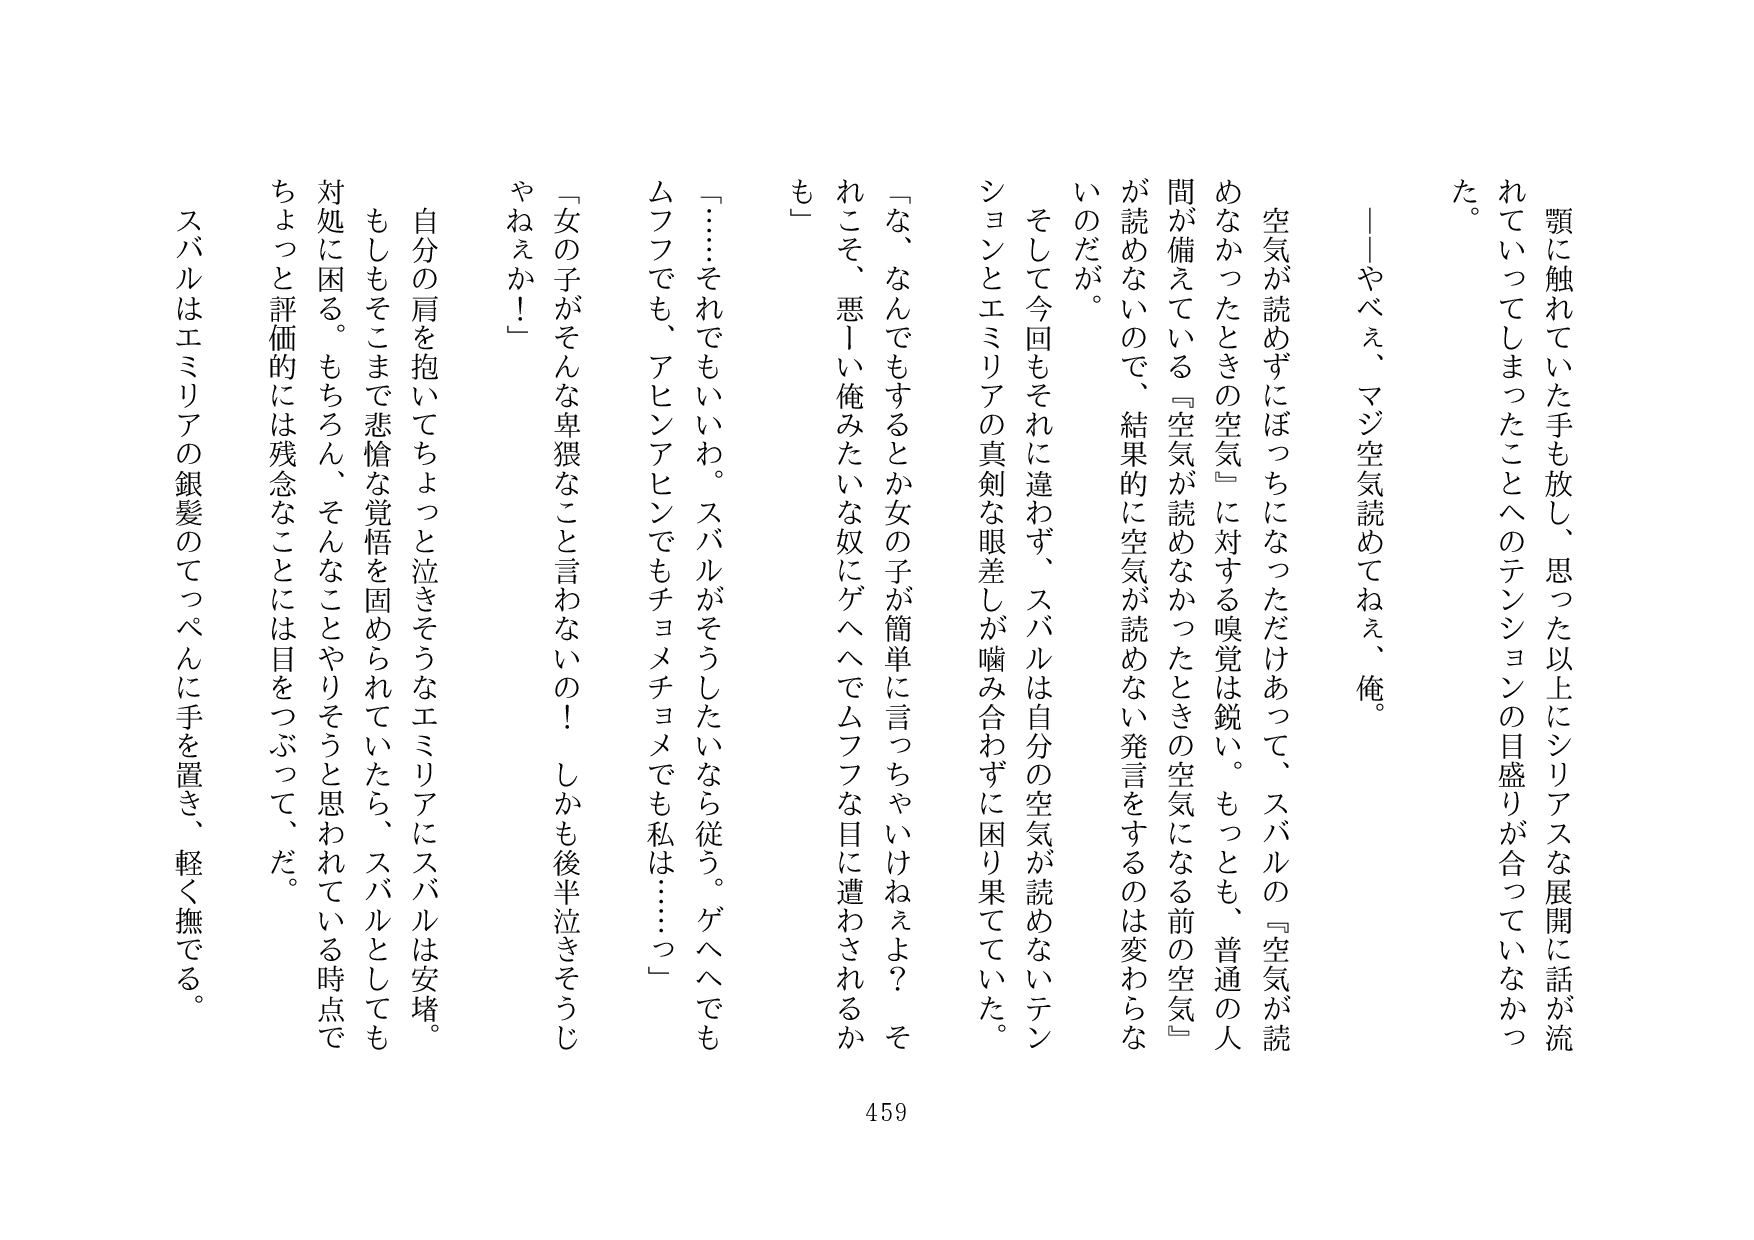 顎に触れていた手も放し、思った以上にシリアスな展開に話が流
れていってしまったことへのテンションの目盛りが合っていなかっ
た。
――やべぇ、マジ空気読めてねぇ、俺。
空気が読めずにぼっちになっただけあって、スバルの『空気が読
めなかったときの空気』に対する嗅覚は鋭い。もっとも、普通の人
間が備えている『空気が読めなかったときの空気になる前の空気』
が読めないので、結果的に空気が読めない発言をするのは変わらな
いのだが。
そして今回もそれに違わず、スバルは自分の空気が読めないテン
ションとエミリアの真剣な眼差しが噛み合わずに困り果てていた。
「な、なんでもするとか女の子が簡単に言っちゃいけねぇよ？　そ
れこそ、悪ーい俺みたいな奴にゲヘヘでムフフな目に遭わされるか
も」
「……それでもいいわ。スバルがそうしたいなら従う。ゲヘヘでも
ムフフでも、アヒンアヒンでもチョメチョメでも私は……っ」
「女の子がそんな卑猥なこと言わないの！　しかも後半泣きそうじ
ゃねぇか！」
自分の肩を抱いてちょっと泣きそうなエミリアにスバルは安堵。
もしもそこまで悲愴な覚悟を固められていたら、スバルとしても
対処に困る。もちろん、そんなことやりそうと思われている時点で
ちょっと評価的には残念なことには目をつぶって、だ。
スバルはエミリアの銀髪のてっぺんに手を置き、軽く撫でる。
459